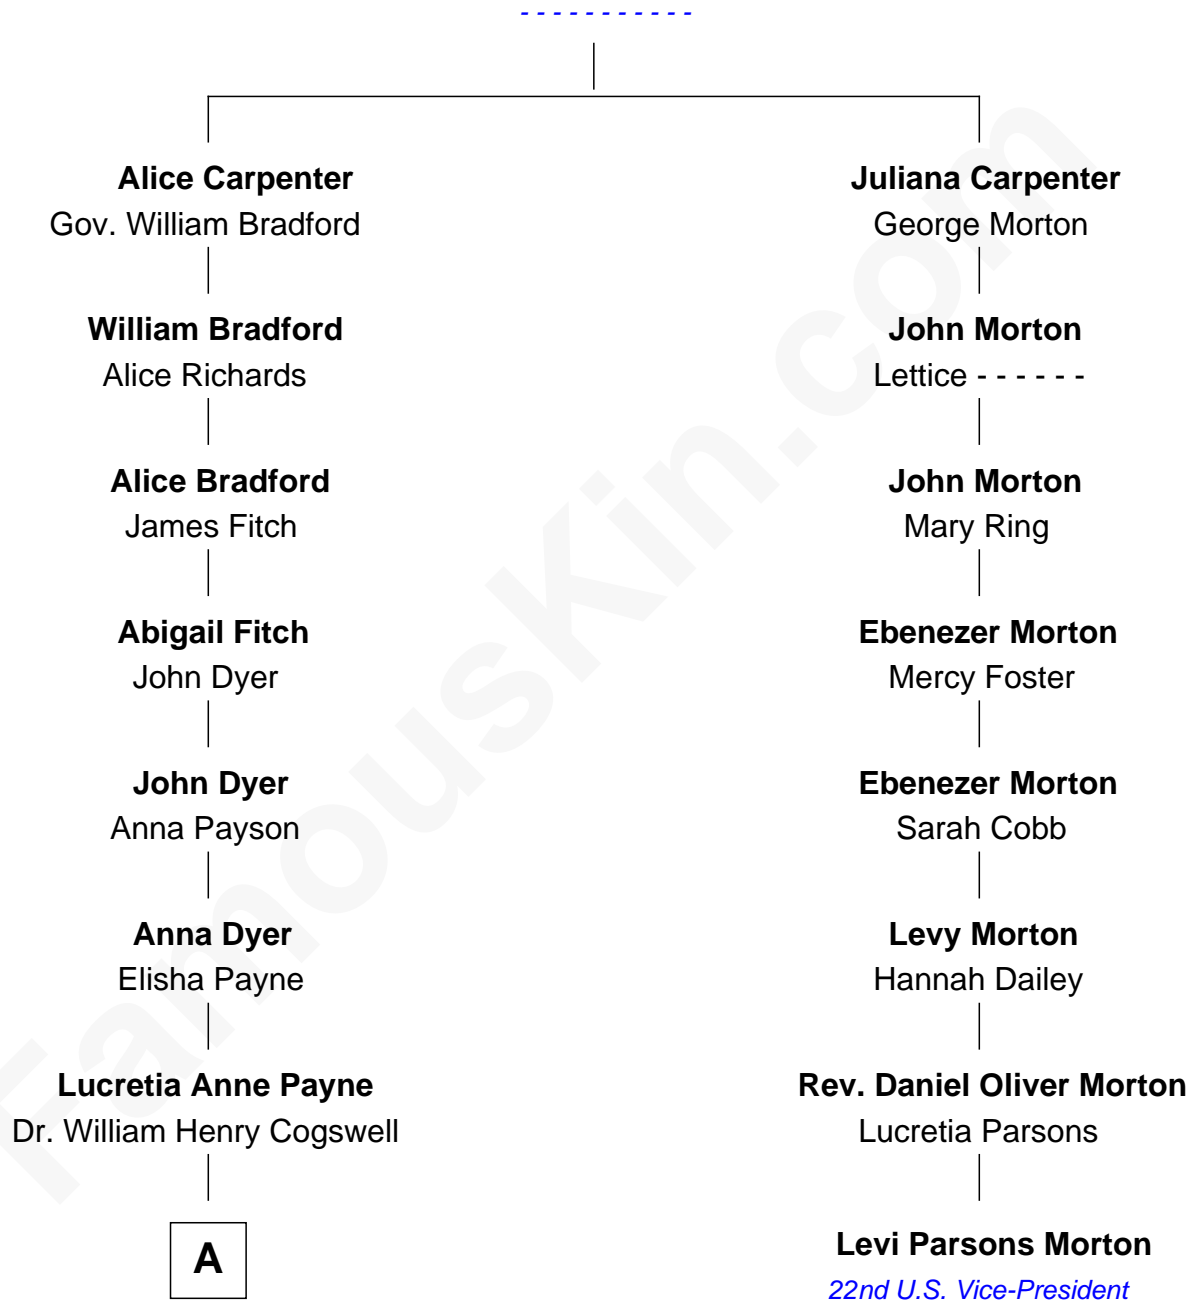 - - - - - - - - - - -
Alice Carpenter
Gov. William Bradford
William Bradford
Alice Richards
Alice Bradford
James Fitch
Abigail Fitch
John Dyer
John Dyer
Anna Payson
Anna Dyer
Elisha Payne
Lucretia Anne Payne
Dr. William Henry Cogswell
A
Juliana Carpenter
George Morton
John Morton
Lettice - - - - - -
John Morton
Mary Ring
Ebenezer Morton
Mercy Foster
Ebenezer Morton
Sarah Cobb
Levy Morton
Hannah Dailey
Rev. Daniel Oliver Morton
Lucretia Parsons
Levi Parsons Morton
22nd U.S. Vice-President
FamousKin.com